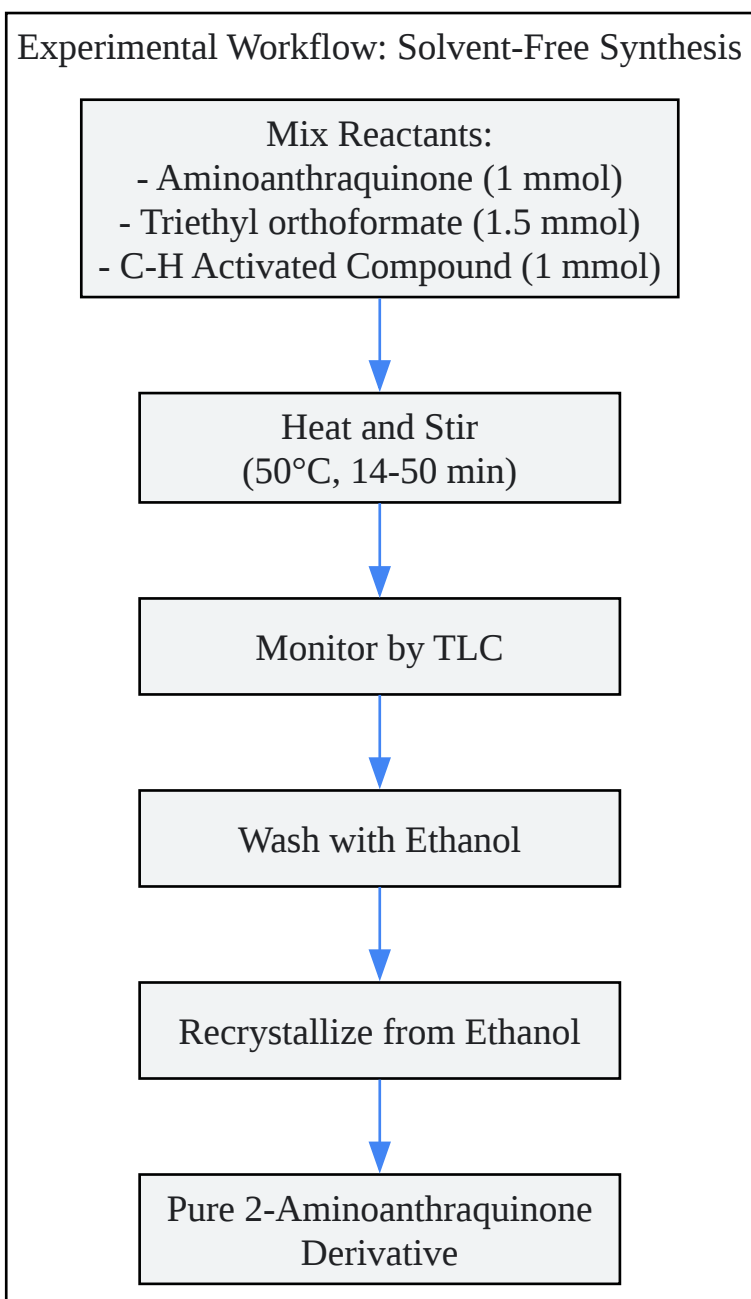 Experimental Workflow: Solvent-Free Synthesis
Mix Reactants:
- Aminoanthraquinone (1 mmol)
- Triethyl orthoformate (1.5 mmol)
- C-H Activated Compound (1 mmol)
Heat and Stir
(50°C, 14-50 min)
Monitor by TLC
Wash with Ethanol
Recrystallize from Ethanol
Pure 2-Aminoanthraquinone
Derivative